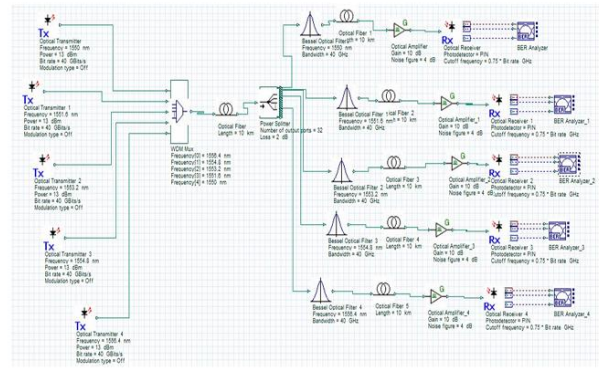 Tx
Optical Transmitter
Frequency = 1550 nm
Power = 13 dBm
Bit rate = 40 GBits/s
Modulation type = Off
Tx
Optical Transmitter 1
Frequency = 1551.6 nm
Power = 13 dBm
Bit rate = 40 GBits/s
Modulation type = Off
Tx
Optical Transmitter 2
Frequency = 1553.2 nm
Power = 13 dBm
Bit rate = 40 GBits/s
Modulation type = Off
Tx
Optical Transmitter 3
Frequency = 1554.8 nm
Power = 13 dBm
Bit rate = 40 GBits/s
Modulation type = Off
Tx
Optical Transmitter 4
Frequency = 1556.4 nm
Power = 13 dBm
Bit rate = 40 GBits/s
Modulation type = Off
WDM Mux
Frequency[0] = 1556.4 nm
Frequency[1] = 1554.8 nm
Frequency[2] = 1553.2 nm
Frequency[3] = 1551.6 nm
Frequency[4] = 1550 nm
Optical Fiber
Length = 10 km
Power Splitter
Number of output ports = 32
Loss = 2 dB
Bessel Optical Filter
Frequency = 1550 nm
Bandwidth = 40 GHz
Optical Fiber 1
Length = 10 km
G
Optical Amplifier
Gain = 10 dB
Noise figure = 4 dB
Rx
Optical Receiver
Photodetector = PIN
Cutoff frequency = 0.75 * Bit rate GHz
BER Analyzer
Bessel Optical Filter 1
Frequency = 1551.6 nm
Bandwidth = 40 GHz
Optical Fiber 2
Length = 10 km
G
Optical Amplifier_1
Gain = 10 dB
Noise figure = 4 dB
Rx
Optical Receiver 1
Photodetector = PIN
Cutoff frequency = 0.75 * Bit rate GHz
BER Analyzer_1
Bessel Optical Filter 2
Frequency = 1553.2 nm
Bandwidth = 40 GHz
Optical Fiber 3
Length = 10 km
G
Optical Amplifier_2
Gain = 10 dB
Noise figure = 4 dB
Rx
Optical Receiver 2
Photodetector = PIN
Cutoff frequency = 0.75 * Bit rate GHz
BER Analyzer_2
Bessel Optical Filter 3
Frequency = 1554.8 nm
Bandwidth = 40 GHz
Optical Fiber 4
Length = 10 km
G
Optical Amplifier_3
Gain = 10 dB
Noise figure = 4 dB
Rx
Optical Receiver 3
Photodetector = PIN
Cutoff frequency = 0.75 * Bit rate GHz
BER Analyzer_3
Bessel Optical Filter 4
Frequency = 1556.4 nm
Bandwidth = 40 GHz
Optical Fiber 5
Length = 10 km
G
Optical Amplifier_4
Gain = 10 dB
Noise figure = 4 dB
Rx
Optical Receiver 4
Photodetector = PIN
Cutoff frequency = 0.75 * Bit rate GHz
BER Analyzer_4